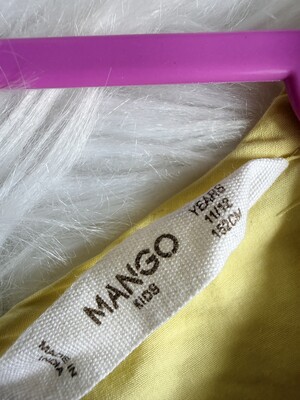 MANGO
KIDS
YEARS
11/12
152CM
MADE IN
INDIA